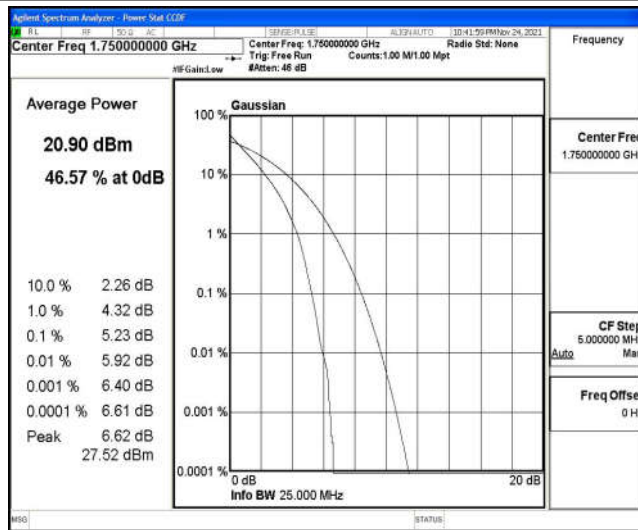 Agilent Spectrum Analyzer - Power Stat CCDF
RL RF 50 Ω AC SENSE:PULSE ALIGN AUTO 10:41:59 PM Nov 24, 2021
Center Freq 1.750000000 GHz
Center Freq: 1.750000000 GHz Radio Std: None
Trig: Free Run Counts:1.00 M/1.00 Mpt
#IFGain:Low #Atten: 46 dB
Frequency
Average Power
20.90 dBm
46.57 % at 0dB
10.0 % 2.26 dB
1.0 % 4.32 dB
0.1 % 5.23 dB
0.01 % 5.92 dB
0.001 % 6.40 dB
0.0001 % 6.61 dB
Peak 6.62 dB
27.52 dBm
Gaussian
100 %
10 %
1 %
0.1 %
0.01 %
0.001 %
0.0001 %
0 dB 20 dB
Info BW 25.000 MHz
Center Fre
1.750000000 GH
CF Step
5.000000 MH
Auto Ma
Freq Offse
0 H
MSG STATUS